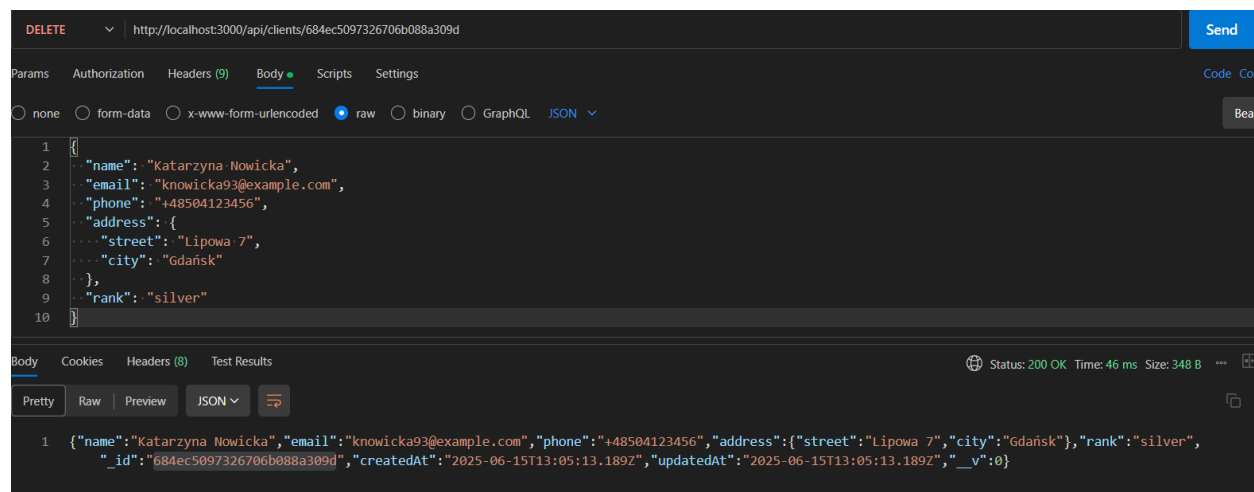 DELETE http://localhost:3000/api/clients/684ec5097326706b088a309d Send
Params Authorization Headers (9) Body Scripts Settings Code Co
none form-data x-www-form-urlencoded raw binary GraphQL JSON Bea
1 {
2 "name": "Katarzyna Nowicka",
3 "email": "knowicka93@example.com",
4 "phone": "+48504123456",
5 "address": {
6 "street": "Lipowa 7",
7 "city": "Gdańsk"
8 },
9 "rank": "silver"
10 }
Body Cookies Headers (8) Test Results Status: 200 OK Time: 46 ms Size: 348 B
Pretty Raw Preview JSON
1 {"name":"Katarzyna Nowicka","email":"knowicka93@example.com","phone":"+48504123456","address":{"street":"Lipowa 7","city":"Gdańsk"},"rank":"silver",
"_id":"684ec5097326706b088a309d","createdAt":"2025-06-15T13:05:13.189Z","updatedAt":"2025-06-15T13:05:13.189Z","__v":0}